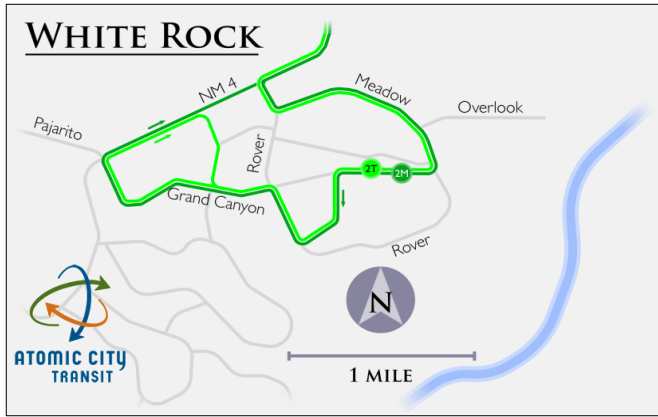 WHITE ROCK
NM 4
Meadow
Overlook
Pajarito
Rover
2T
2M
Grand Canyon
Rover
N
ATOMIC CITY
TRANSIT
1 MILE